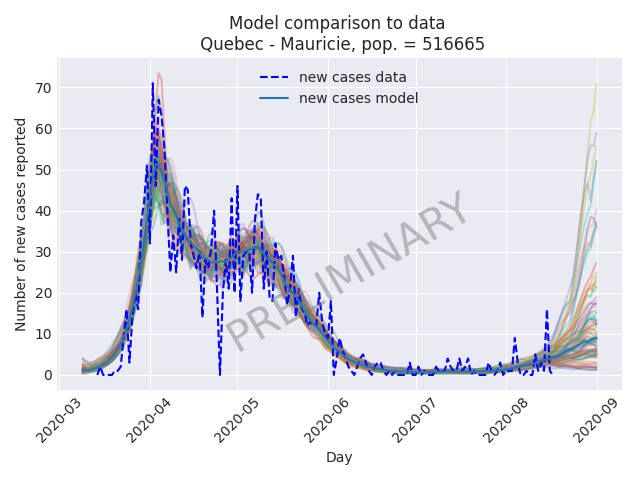 Model comparison to data
Quebec - Mauricie, pop. = 516665
new cases data
new cases model
Number of new cases reported
70
60
50
40
30
20
10
0
PRELIMINARY
2020-03
2020-04
2020-05
2020-06
2020-07
2020-08
2020-09
Day